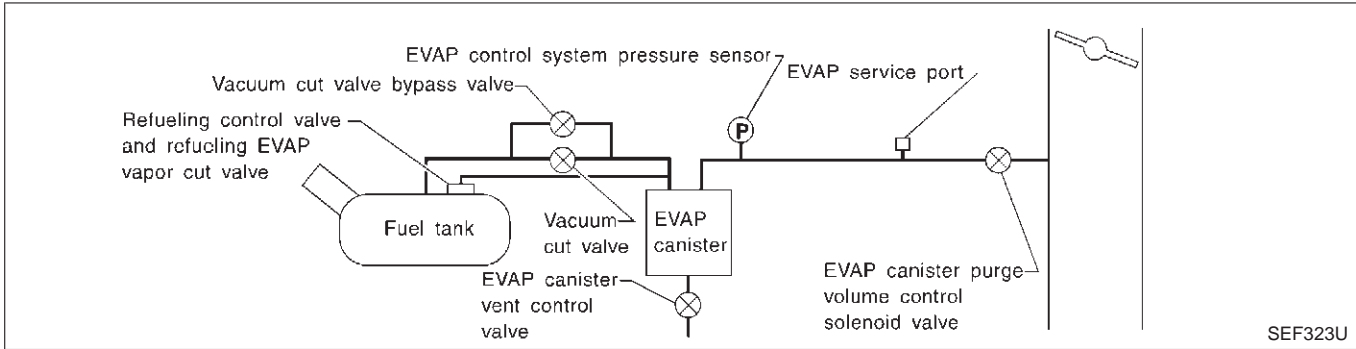 EVAP control system pressure sensor
EVAP service port
Vacuum cut valve bypass valve
Refueling control valve
and refueling EVAP
vapor cut valve
P
Fuel tank
Vacuum
cut valve
EVAP
canister
EVAP canister
vent control
valve
EVAP canister purge
volume control
solenoid valve
SEF323U